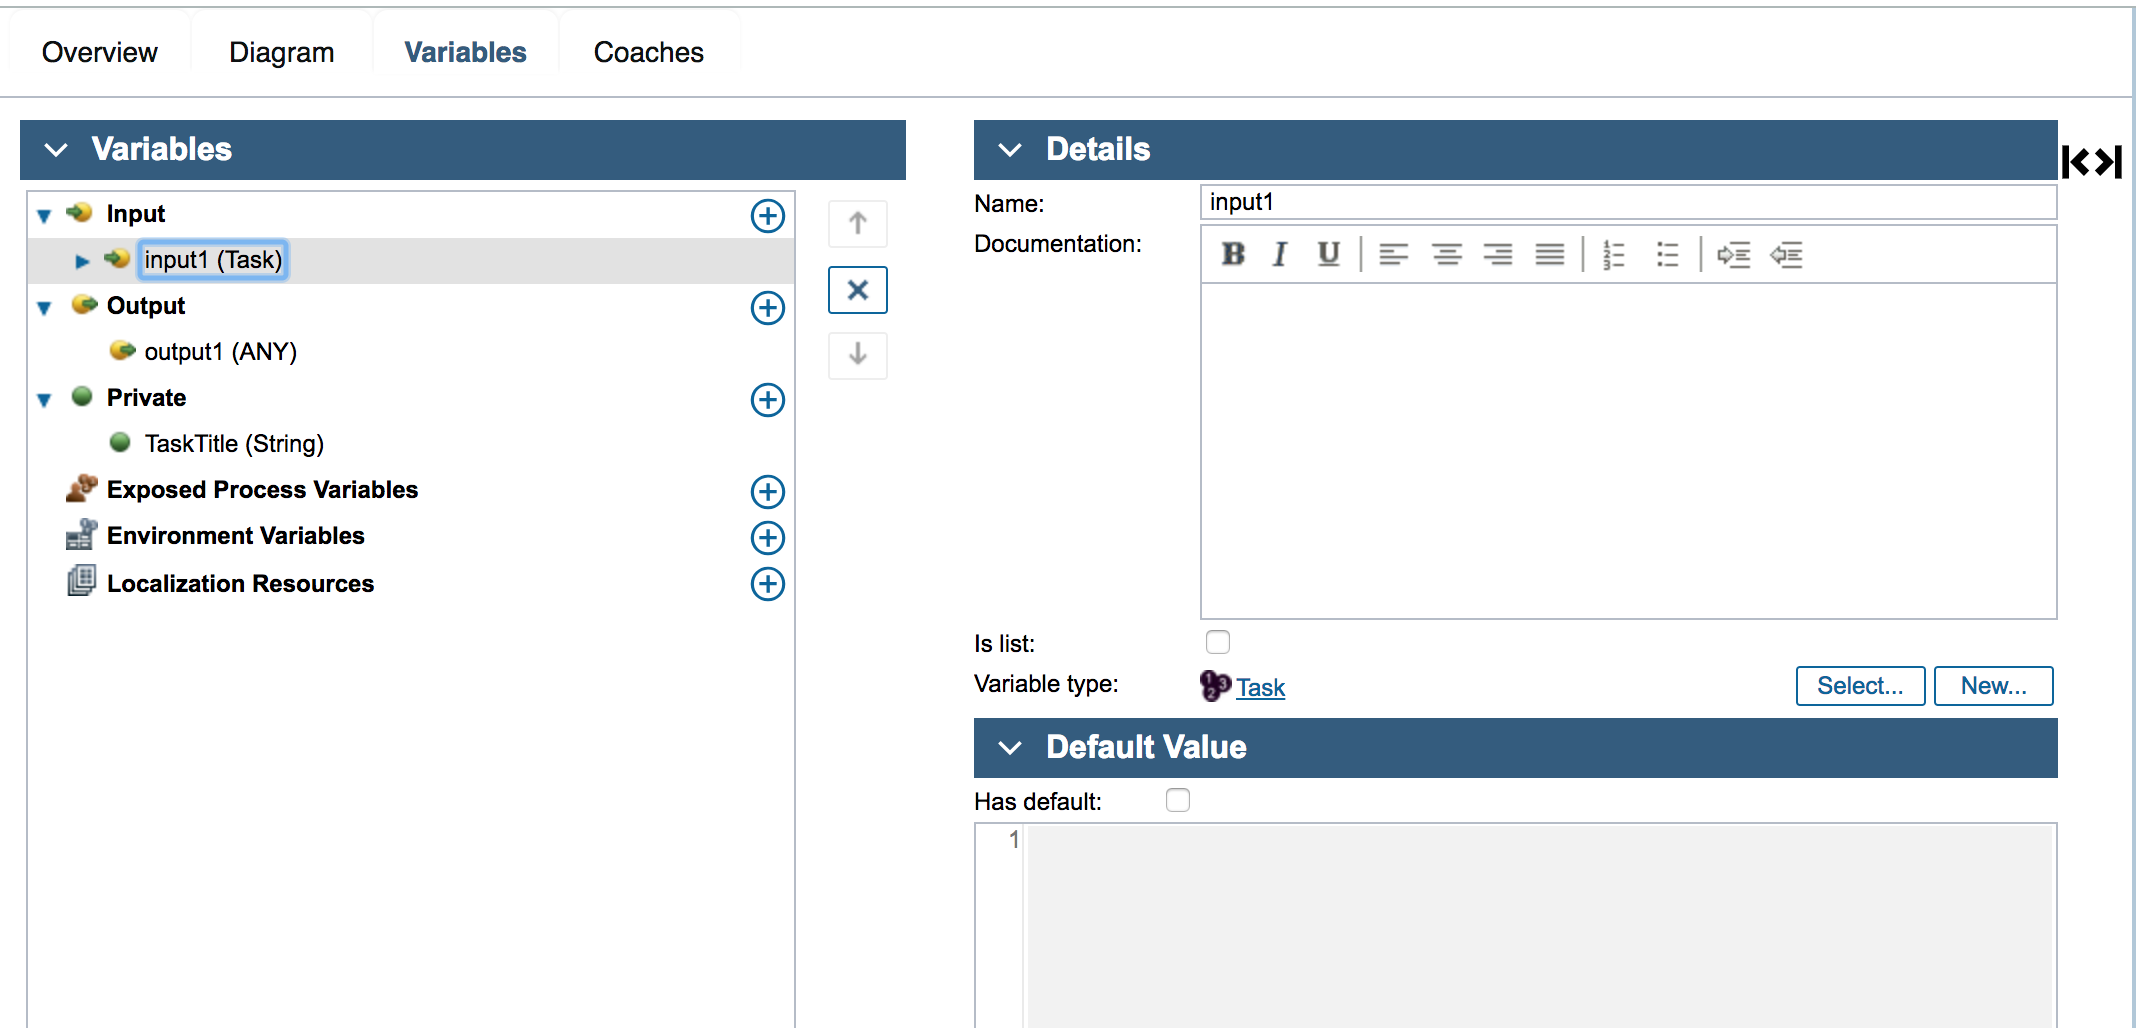 Overview Diagram Variables Coaches
Variables
Input
input1 (Task)
Output
output1 (ANY)
Private
TaskTitle (String)
Exposed Process Variables
Environment Variables
Localization Resources
Details
Name: input1
Documentation:
B I U
Is list:
Variable type: Task Select... New...
Default Value
Has default:
1